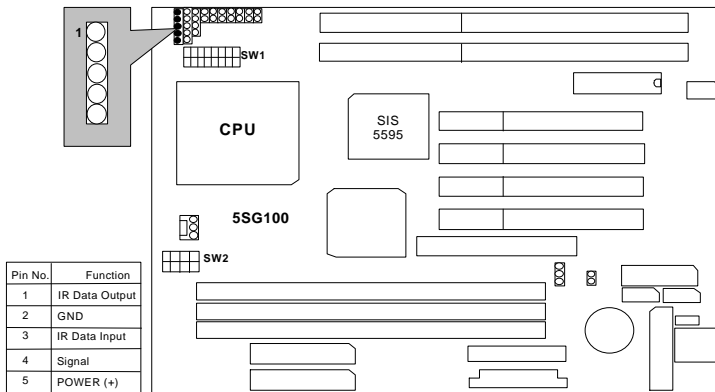 1
SW1
CPU
SIS
5595
5SG100
SW2
Pin No. Function
1 IR Data Output
2 GND
3 IR Data Input
4 Signal
5 POWER (+)